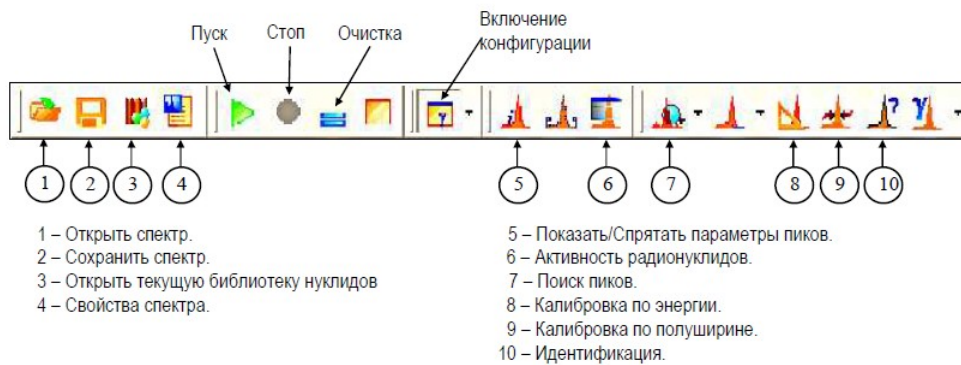 Пуск
Стоп
Очистка
Включение
конфигурации
1
2
3
4
5
6
7
8
9
10
1 – Открыть спектр.
2 – Сохранить спектр.
3 – Открыть текущую библиотеку нуклидов
4 – Свойства спектра.
5 – Показать/Спрятать параметры пиков.
6 – Активность радионуклидов.
7 – Поиск пиков.
8 – Калибровка по энергии.
9 – Калибровка по полуширине.
10 – Идентификация.